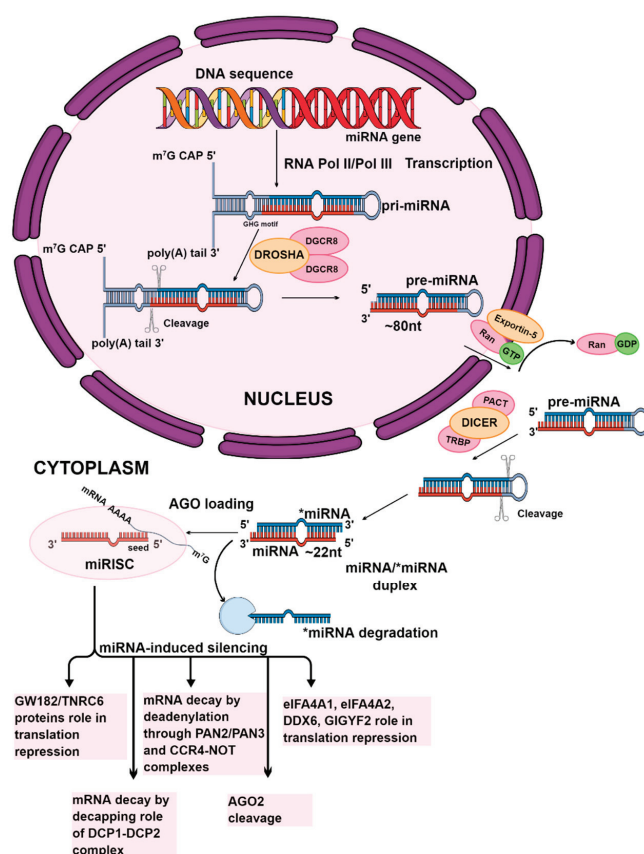 DNA sequence
miRNA gene
m⁷G CAP 5'
RNA Pol II/Pol III Transcription
pri-miRNA
GHG motif
poly(A) tail 3'
m⁷G CAP 5'
DROSHA
DGCR8
DGCR8
Cleavage
poly(A) tail 3'
pre-miRNA
5'
3'
~80nt
Exportin-5
Ran
GTP
Ran
GDP
NUCLEUS
PACT
DICER
TRBP
pre-miRNA
5'
3'
CYTOPLASM
Cleavage
mRNA AAAA
AGO loading
*miRNA
5'
3'
3'
miRNA ~22nt
5'
3'
seed
5'
m⁷G
miRISC
miRNA/*miRNA
duplex
*miRNA degradation
miRNA-induced silencing
GW182/TNRC6
proteins role in
translation
repression
mRNA decay by
deadenylation
through PAN2/PAN3
and CCR4-NOT
complexes
eIFA4A1, eIFA4A2,
DDX6, GIGYF2 role in
translation repression
mRNA decay by
decapping role
of DCP1-DCP2
complex
AGO2
cleavage